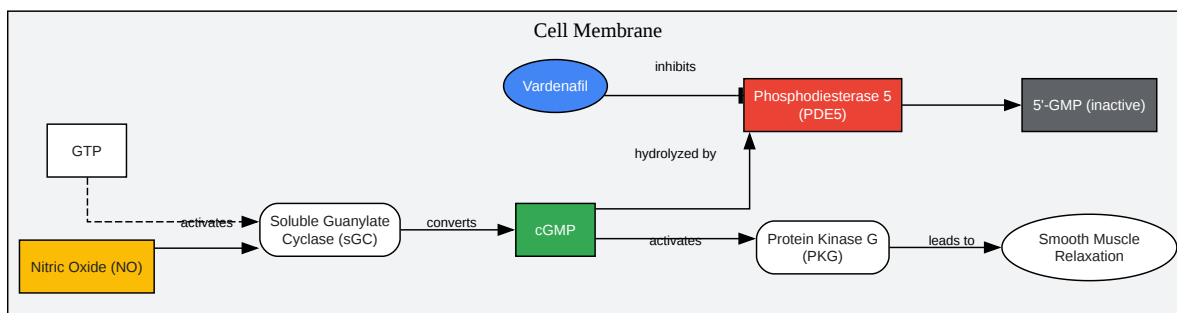 Cell Membrane
inhibits
Vardenafil
Phosphodiesterase 5
(PDE5)
5'-GMP (inactive)
GTP
hydrolyzed by
activates
Soluble Guanylate
Cyclase (sGC)
converts
cGMP
activates
Protein Kinase G
(PKG)
leads to
Smooth Muscle
Relaxation
Nitric Oxide (NO)